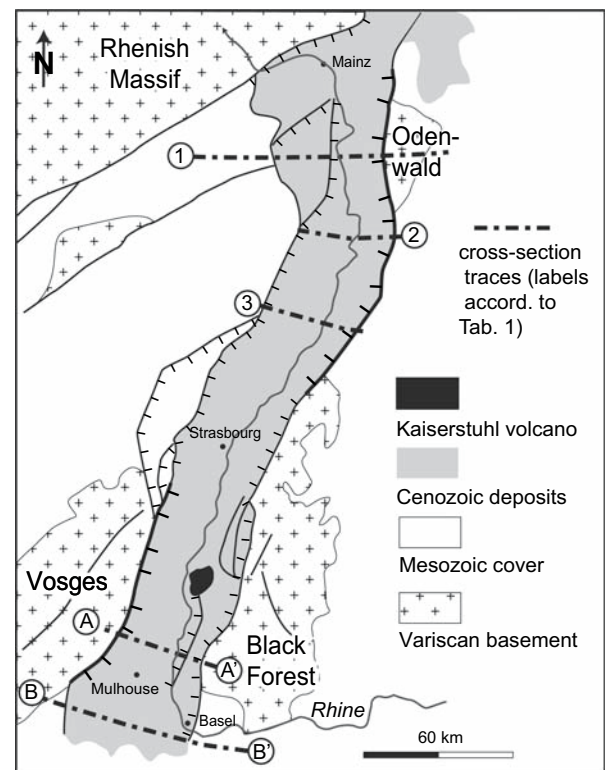 N
Rhenish
Massif
Mainz
Oden-
wald
1
2
3
cross-section
traces (labels
accord. to
Tab. 1)
Kaiserstuhl volcano
Strasbourg
Cenozoic deposits
Mesozoic cover
Vosges
Variscan basement
A
A'
Black
Forest
Mulhouse
B
Basel
Rhine
B'
60 km